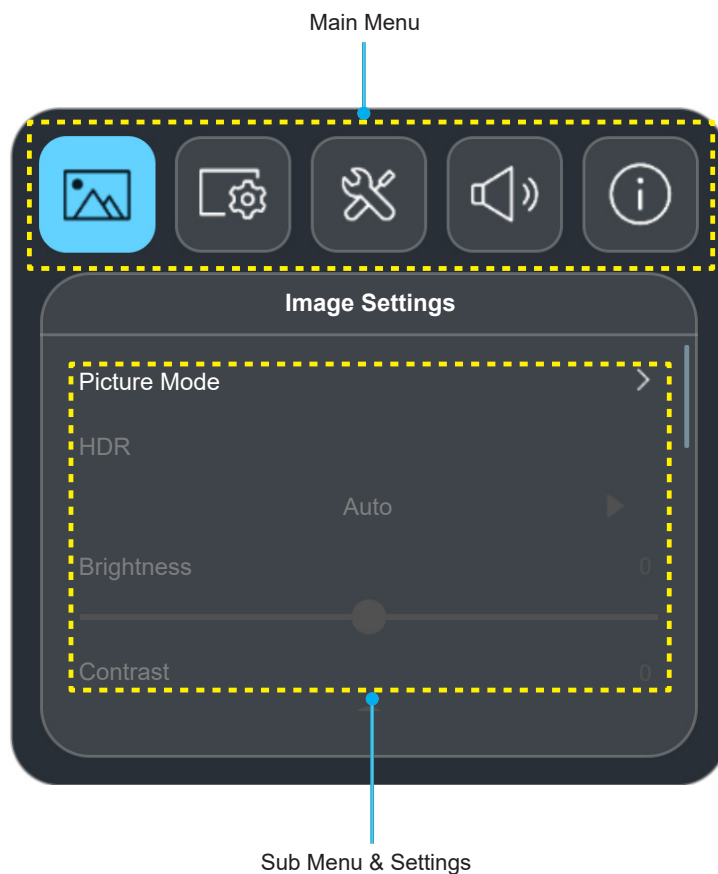 Main Menu
Image Settings
Picture Mode
HDR
Auto
Brightness 0
Contrast 0
Sub Menu & Settings